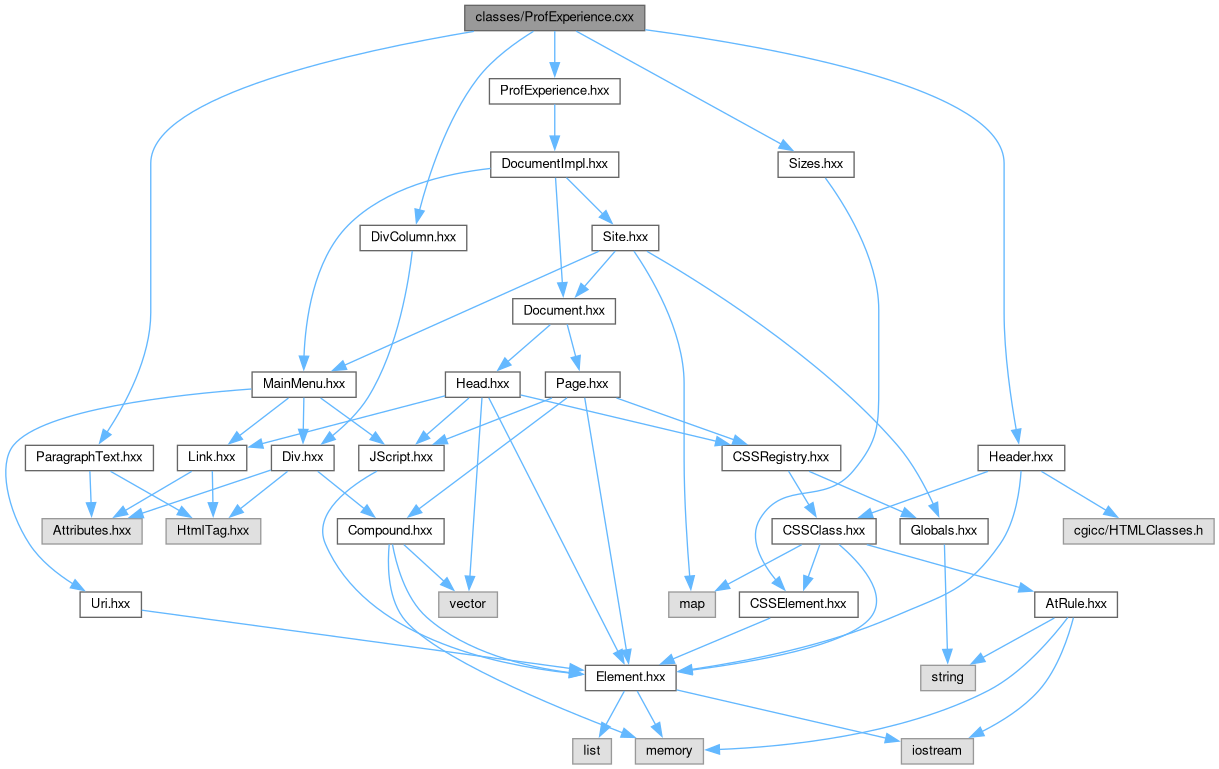 classes/ProfExperience.cxx
ProfExperience.hxx
DocumentImpl.hxx
Sizes.hxx
DivColumn.hxx
Site.hxx
Document.hxx
MainMenu.hxx
Head.hxx
Page.hxx
ParagraphText.hxx
Link.hxx
Div.hxx
JScript.hxx
CSSRegistry.hxx
Header.hxx
Attributes.hxx
HtmlTag.hxx
Compound.hxx
CSSClass.hxx
Globals.hxx
cgicc/HTMLClasses.h
Uri.hxx
vector
map
CSSElement.hxx
AtRule.hxx
Element.hxx
string
list
memory
iostream